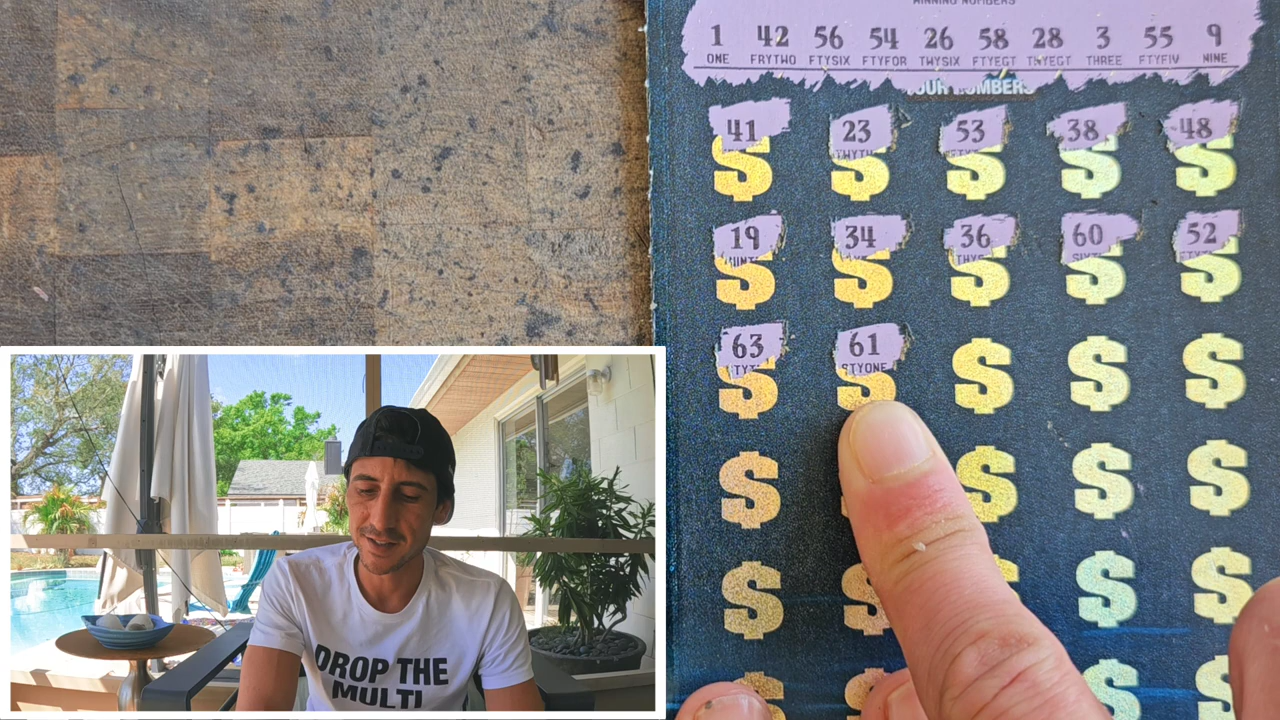 WINNING NUMBERS
1 42 56 54 26 58 28 3 55 9
ONE FRYTWO FTYSIX FTYFOR TWYSIX FTYEGT TWYEGT THREE FTYFIV NINE
YOUR NUMBERS
41 23 53 38 48
$ $ $ $ $
19 34 36 60 52
$ $ $ $ $
63 61
STYONE
$ $ $ $ $
$ $ $ $
$ $ $ $ $
$ $ $ $
DROP THE
MULTI